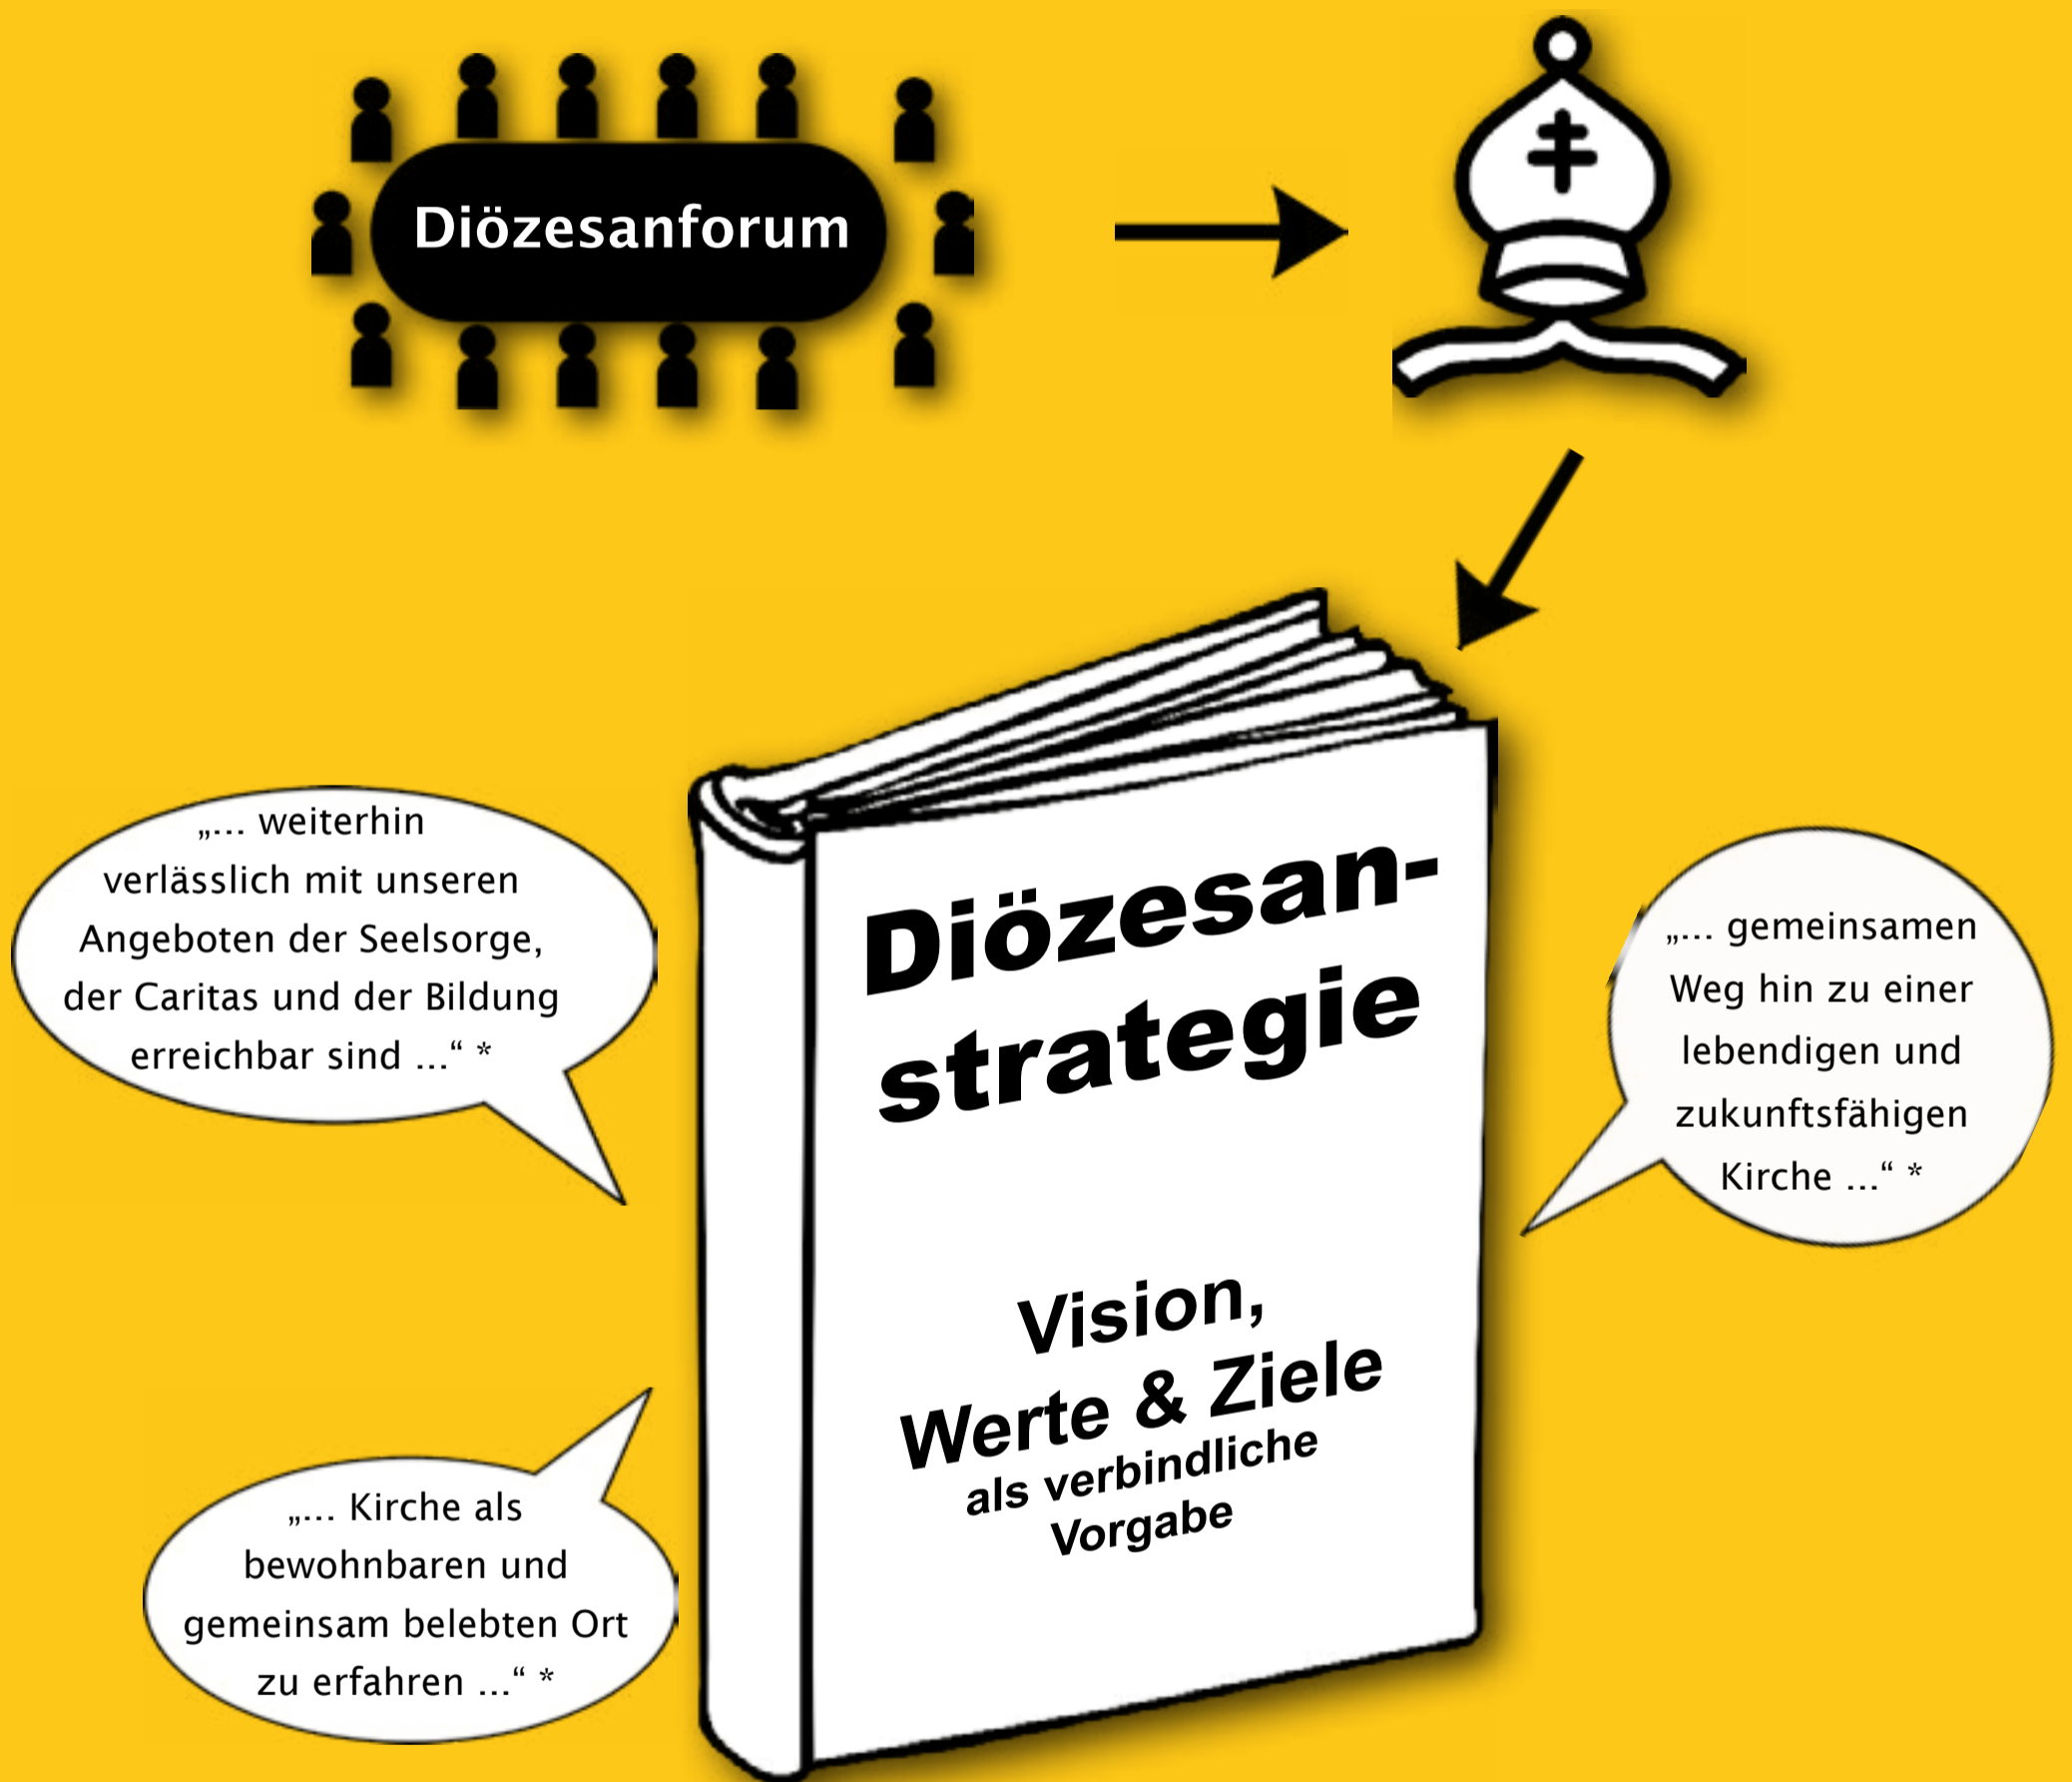 Diözesanforum
„... weiterhin
verlässlich mit unseren
Angeboten der Seelsorge,
der Caritas und der Bildung
erreichbar sind ...“ *
Diözesan-
strategie
Vision,
Werte & Ziele
als verbindliche
Vorgabe
„... gemeinsamen
Weg hin zu einer
lebendigen und
zukunftsfähigen
Kirche ...“ *
„... Kirche als
bewohnbaren und
gemeinsam belebten Ort
zu erfahren ...“ *